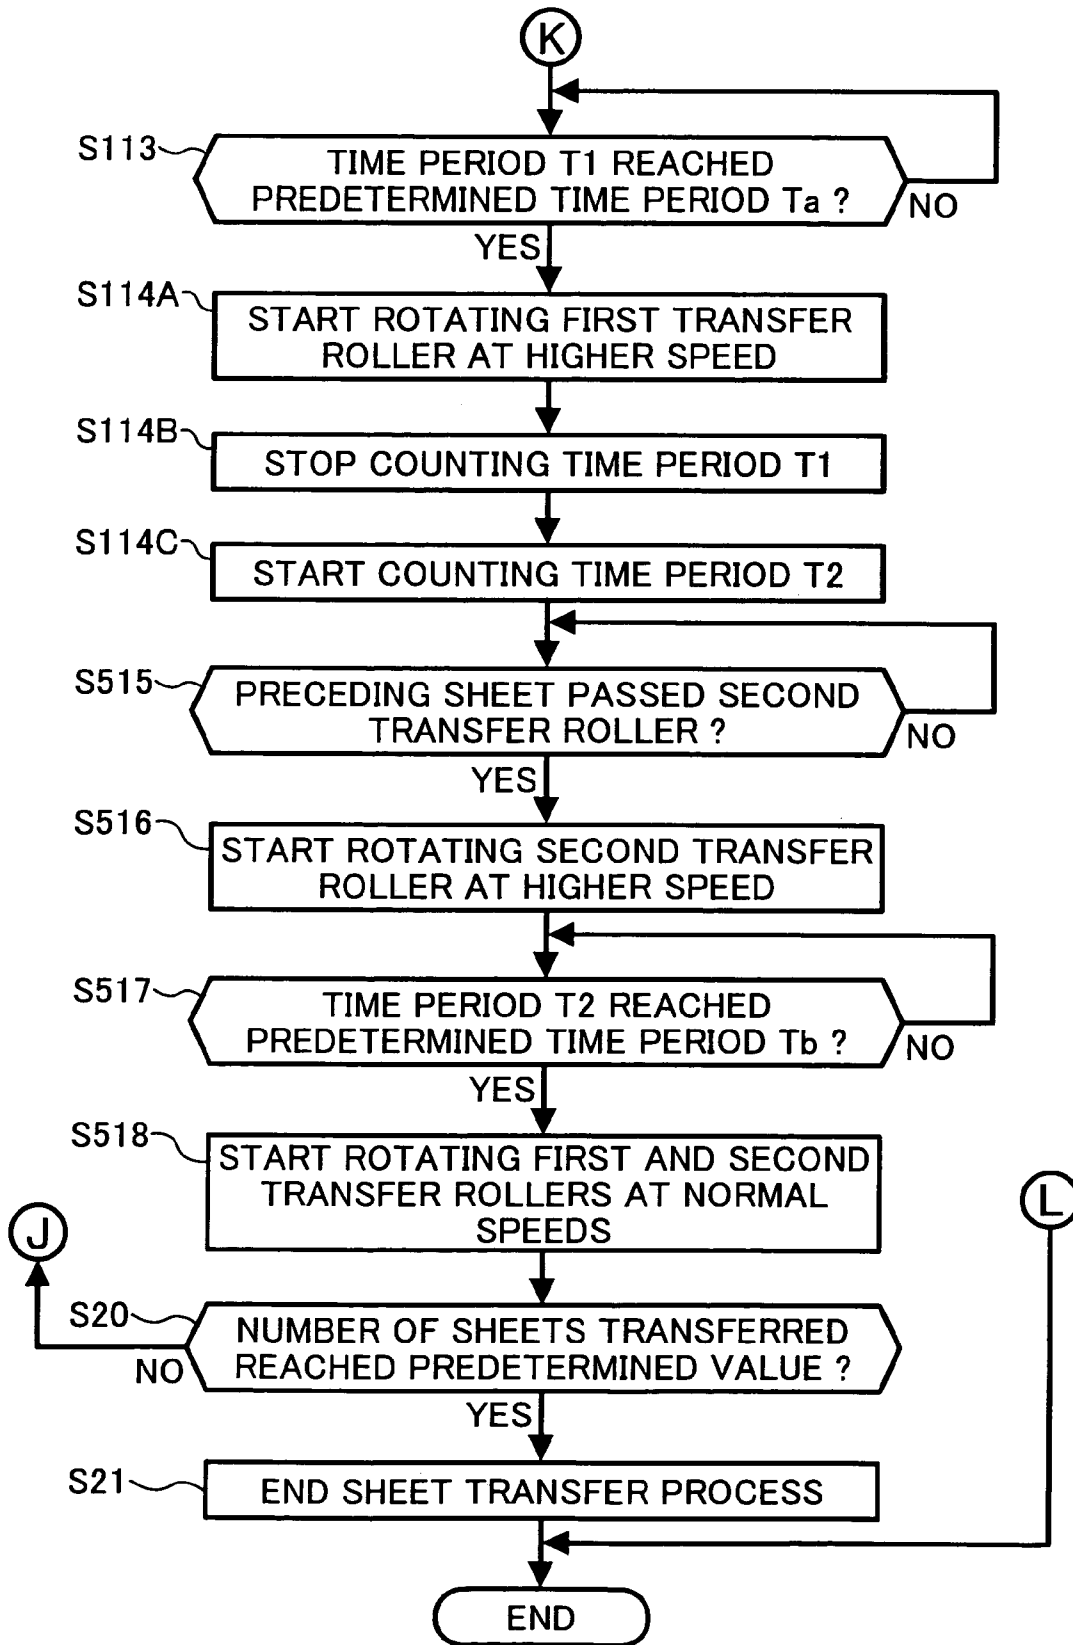 K
S113
TIME PERIOD T1 REACHED
PREDETERMINED TIME PERIOD Ta ?
NO
YES
S114A
START ROTATING FIRST TRANSFER
ROLLER AT HIGHER SPEED
S114B
STOP COUNTING TIME PERIOD T1
S114C
START COUNTING TIME PERIOD T2
S515
PRECEDING SHEET PASSED SECOND
TRANSFER ROLLER ?
NO
YES
S516
START ROTATING SECOND TRANSFER
ROLLER AT HIGHER SPEED
S517
TIME PERIOD T2 REACHED
PREDETERMINED TIME PERIOD Tb ?
NO
YES
S518
START ROTATING FIRST AND SECOND
TRANSFER ROLLERS AT NORMAL
SPEEDS
L
J
S20
NUMBER OF SHEETS TRANSFERRED
REACHED PREDETERMINED VALUE ?
NO
YES
S21
END SHEET TRANSFER PROCESS
END